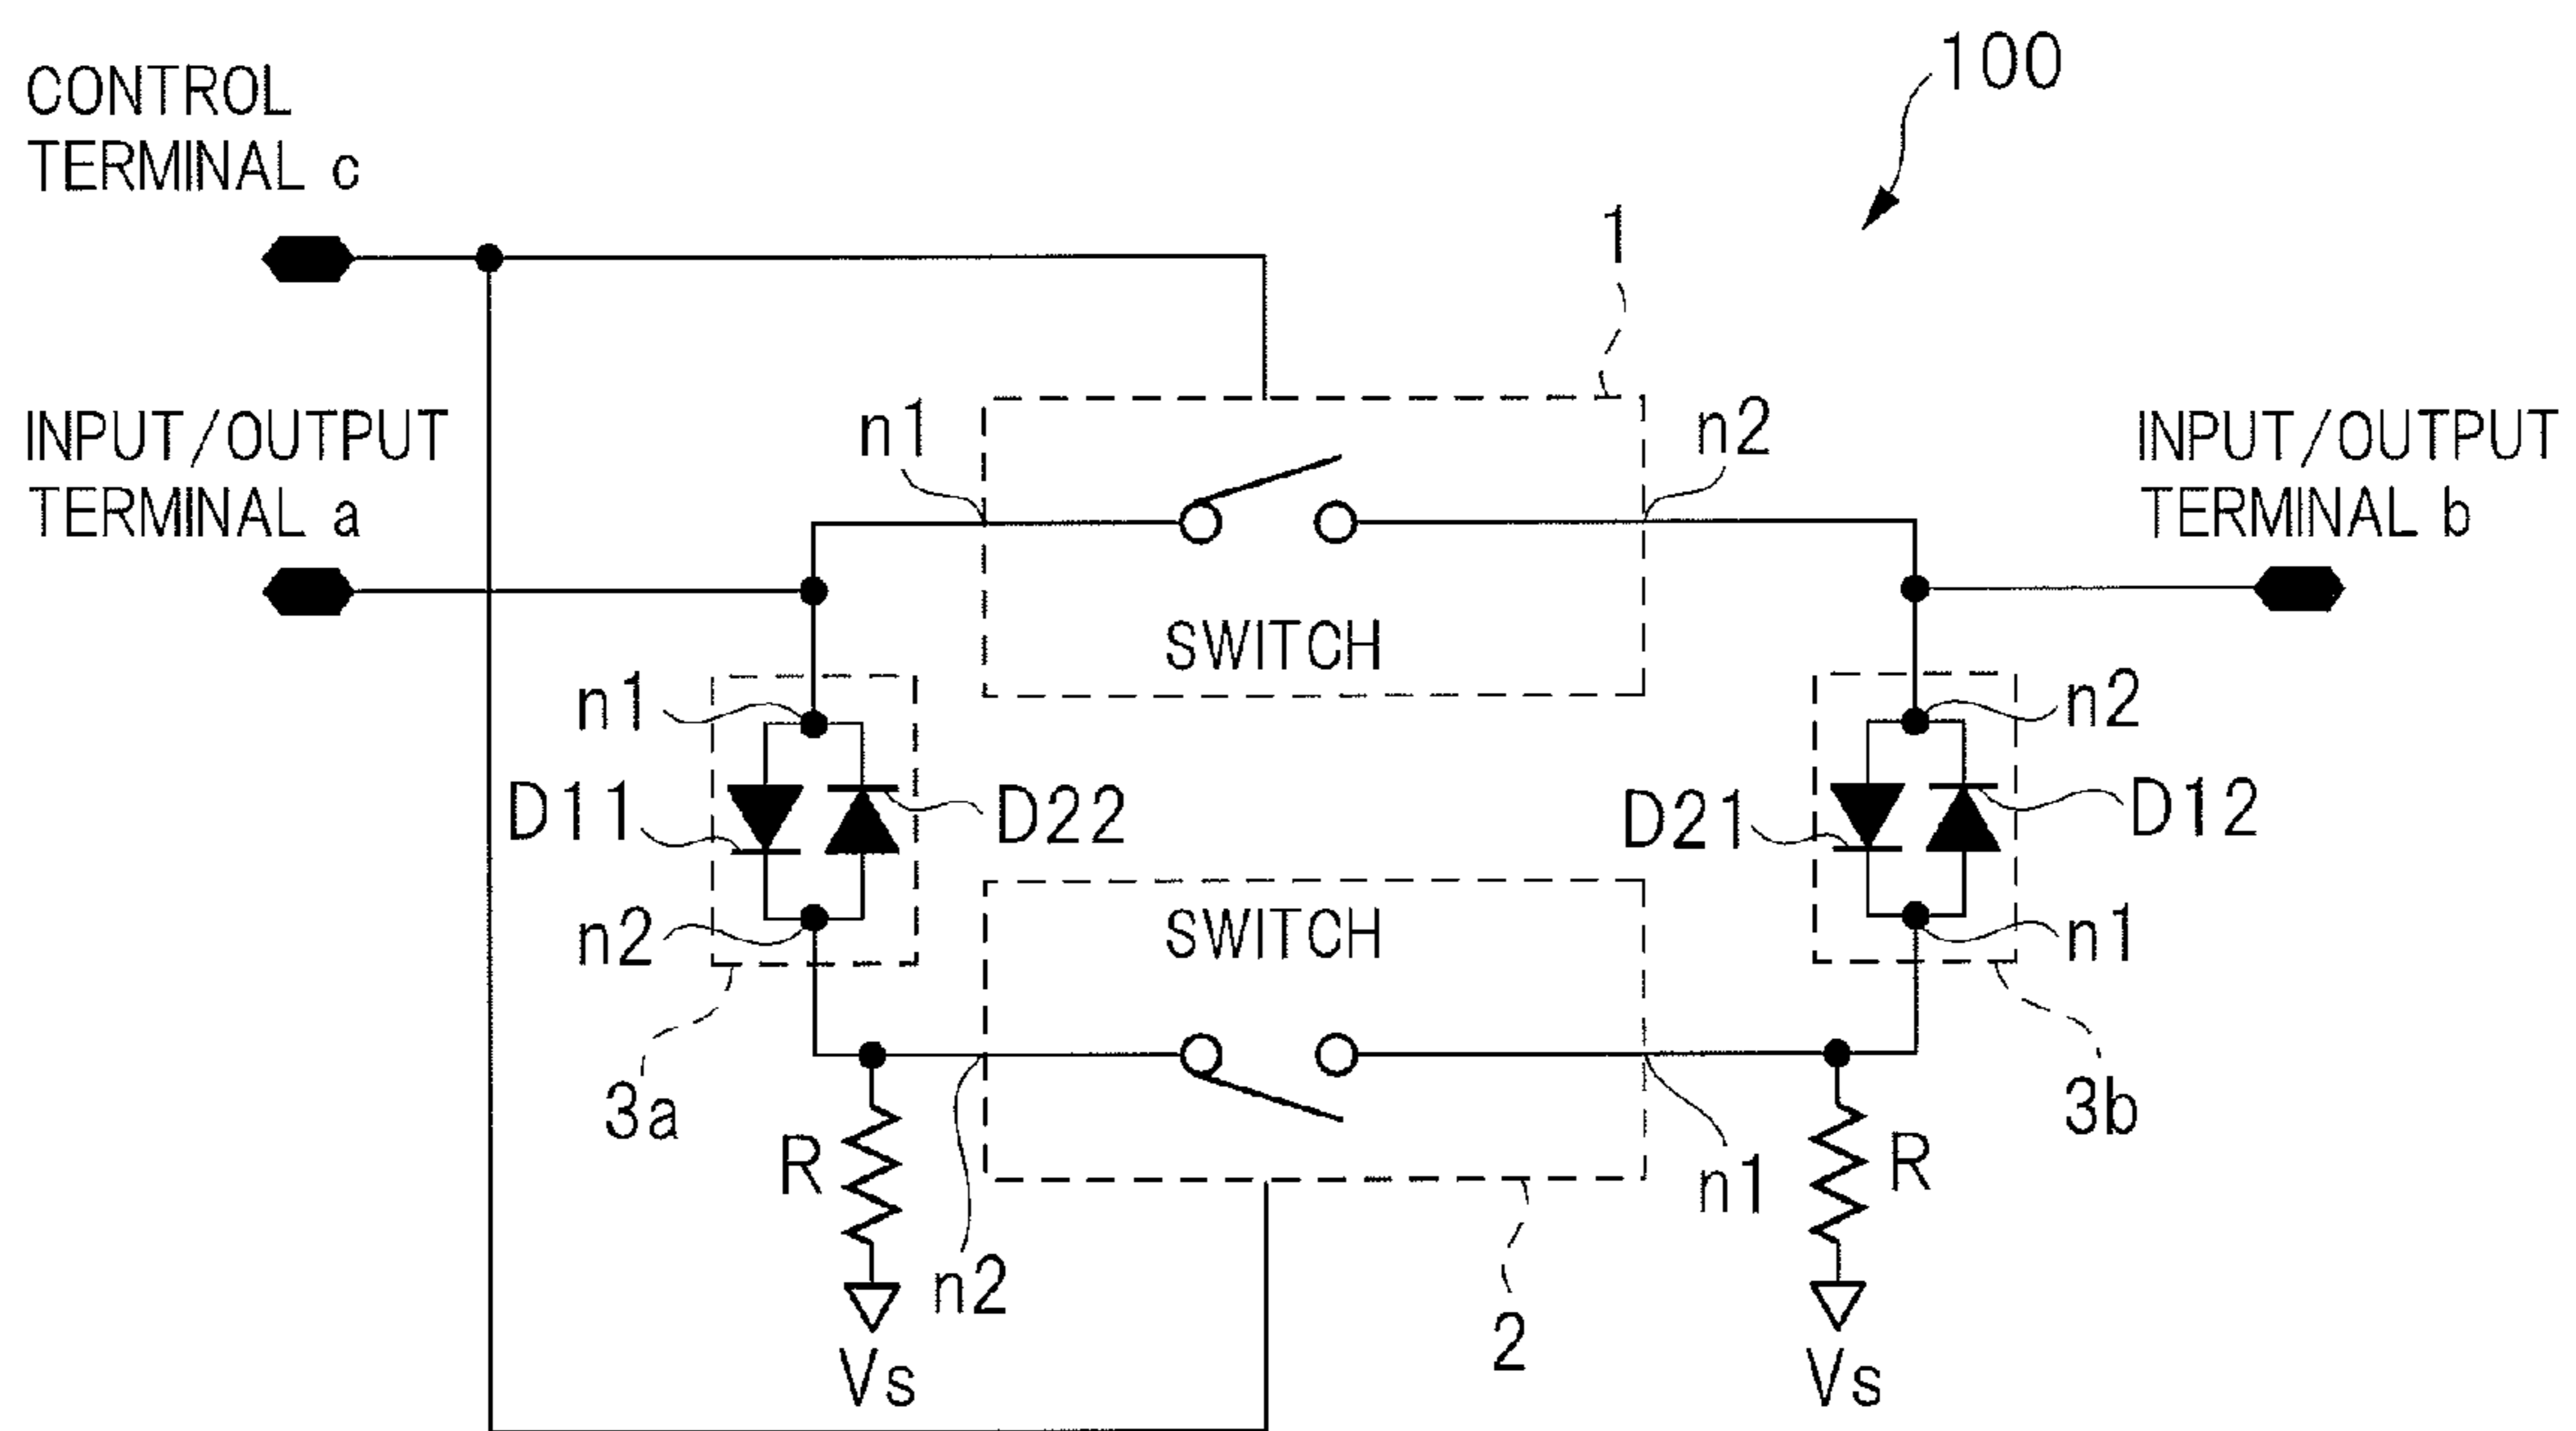 100
CONTROL
TERMINAL c
1
INPUT/OUTPUT
TERMINAL a
n1
n2
INPUT/OUTPUT
TERMINAL b
SWITCH
n1
n2
D11
D22
D21
D12
n2
SWITCH
n1
3a
3b
R
n1
R
n2
2
Vs
Vs